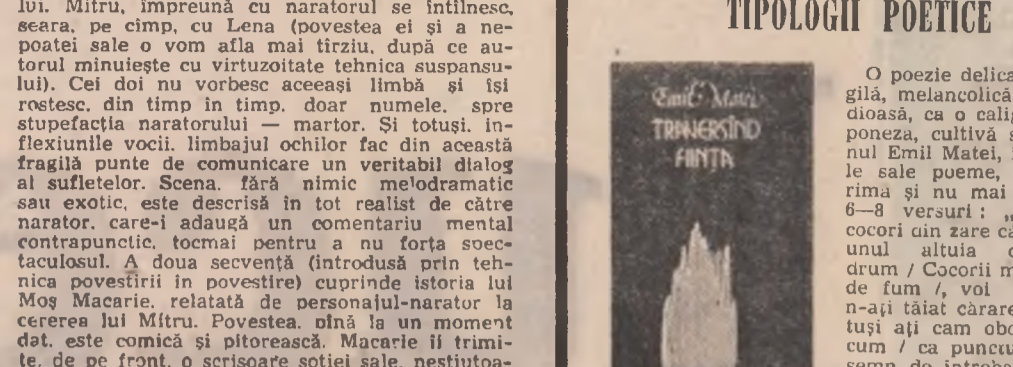 lui. Mitru, împreună cu naratorul se întîlnesc,
seara, pe cîmp, cu Lena (povestea ei și a ne-
poatei sale o vom afla mai tîrziu, după ce au-
torul minuiește cu virtuozitate tehnica suspansu-
lui). Cei doi nu vorbesc aceeași limbă și își
rostesc, din timp în timp, doar numele, spre
stupefacția naratorului — martor. Și totuși, in-
flexiunile vocii, limbajul ochilor fac din această
fragilă punte de comunicare un veritabil dialog
al sufletelor. Scena, fără nimic melodramatic
sau exotic, este descrisă în tot realist de către
narator, care-i adaugă un comentariu mental
contrapunctic, tocmai pentru a nu forța spec-
taculosul. A doua secvență (introdusă prin teh-
nica povestirii în povestire) cuprinde istoria lui
Moș Macarie, relatată de personajul-narator la
cererea lui Mitru. Povestea, pînă la un moment
dat, este comică și pitorească. Macarie îi trimi-
te, de pe front, o scrisoare soției sale, neștiutoa-
TIPOLOGII POETICE
Emil Matei
TRAVERSÎND
FIINȚA
O poezie delica
gilă, melancolică
dioasă, ca o calig
poneza, cultivă s
nul Emil Matei, î
le sale poeme,
rima și nu mai
6—8 versuri : „
cocori din zare că
unul altuia d
drum / Cocorii m
de fum /, voi
n-ați tăiat cărare
tuși ați cam obo
cum / ca punctu
semn de întreba